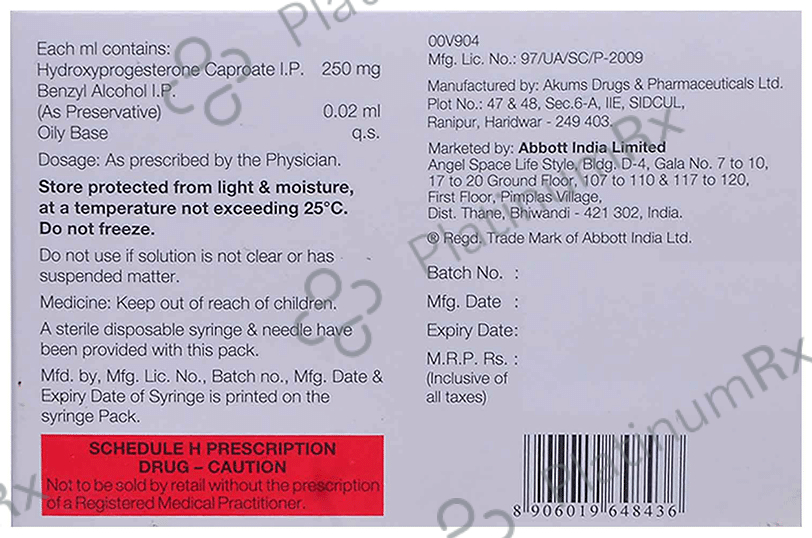 Each ml contains:
Hydroxyprogesterone Caproate I.P. 250 mg
Benzyl Alcohol I.P.
(As Preservative) 0.02 ml
Oily Base q.s.
Dosage: As prescribed by the Physician.
Store protected from light & moisture,
at a temperature not exceeding 25°C.
Do not freeze.
Do not use if solution is not clear or has
suspended matter.
Medicine: Keep out of reach of children.
A sterile disposable syringe & needle have
been provided with this pack.
Mfd. by, Mfg. Lic. No., Batch no., Mfg. Date &
Expiry Date of Syringe is printed on the
syringe Pack.
SCHEDULE H PRESCRIPTION
DRUG – CAUTION
Not to be sold by retail without the prescription
of a Registered Medical Practitioner.
00V904
Mfg. Lic. No.: 97/UA/SC/P-2009
Manufactured by: Akums Drugs & Pharmaceuticals Ltd.
Plot No.: 47 & 48, Sec.6-A, IIE, SIDCUL,
Ranipur, Haridwar - 249 403.
Marketed by: Abbott India Limited
Angel Space Life Style, Bldg. D-4, Gala No. 7 to 10,
17 to 20 Ground Floor, 107 to 110 & 117 to 120,
First Floor, Pimplas Village,
Dist. Thane, Bhiwandi - 421 302, India.
® Regd. Trade Mark of Abbott India Ltd.
Batch No. :
Mfg. Date :
Expiry Date:
M.R.P. Rs. :
(Inclusive of
all taxes)
8 906019 648436
PlatinumRx
PlatinumRx
PlatinumRx
Rx